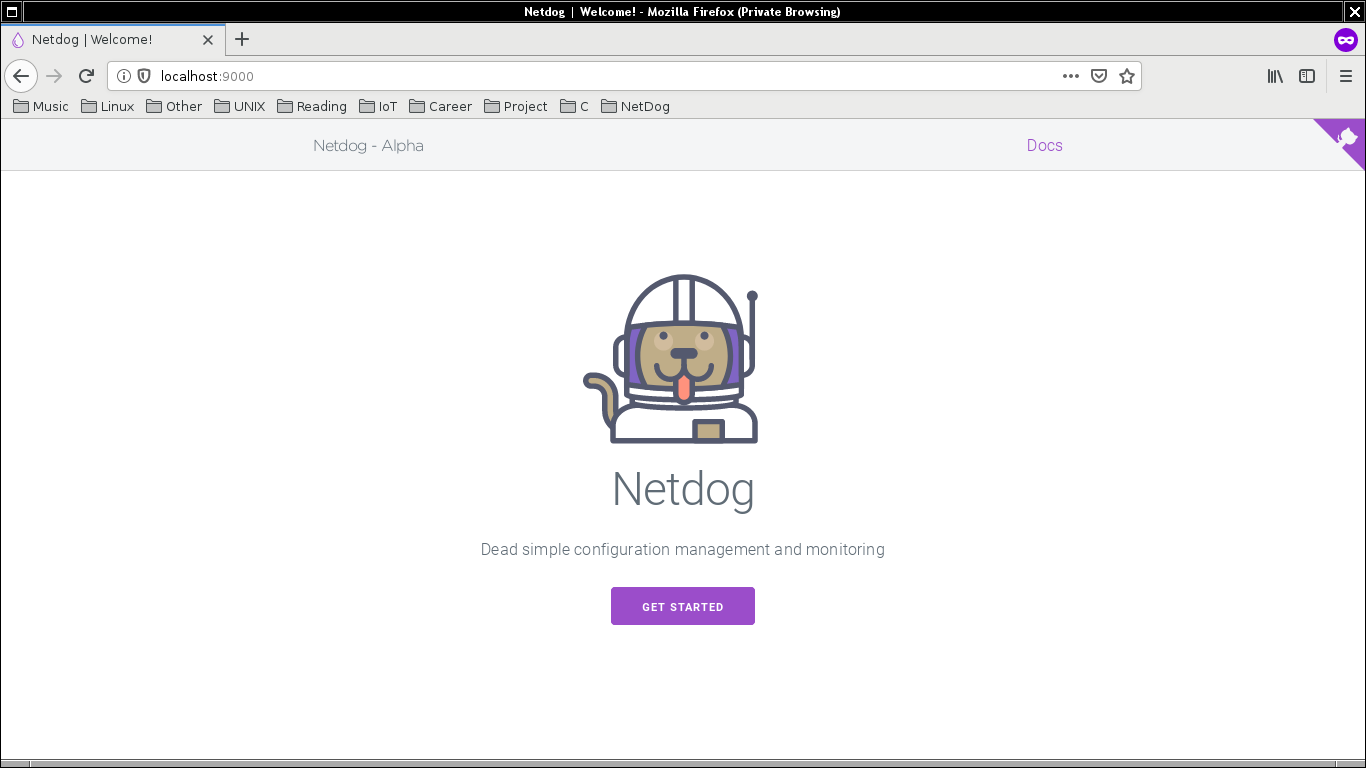 Netdog | Welcome! - Mozilla Firefox (Private Browsing)
Netdog | Welcome!
localhost:9000
Music Linux Other UNIX Reading IoT Career Project C NetDog
Netdog - Alpha Docs
Netdog
Dead simple configuration management and monitoring
GET STARTED